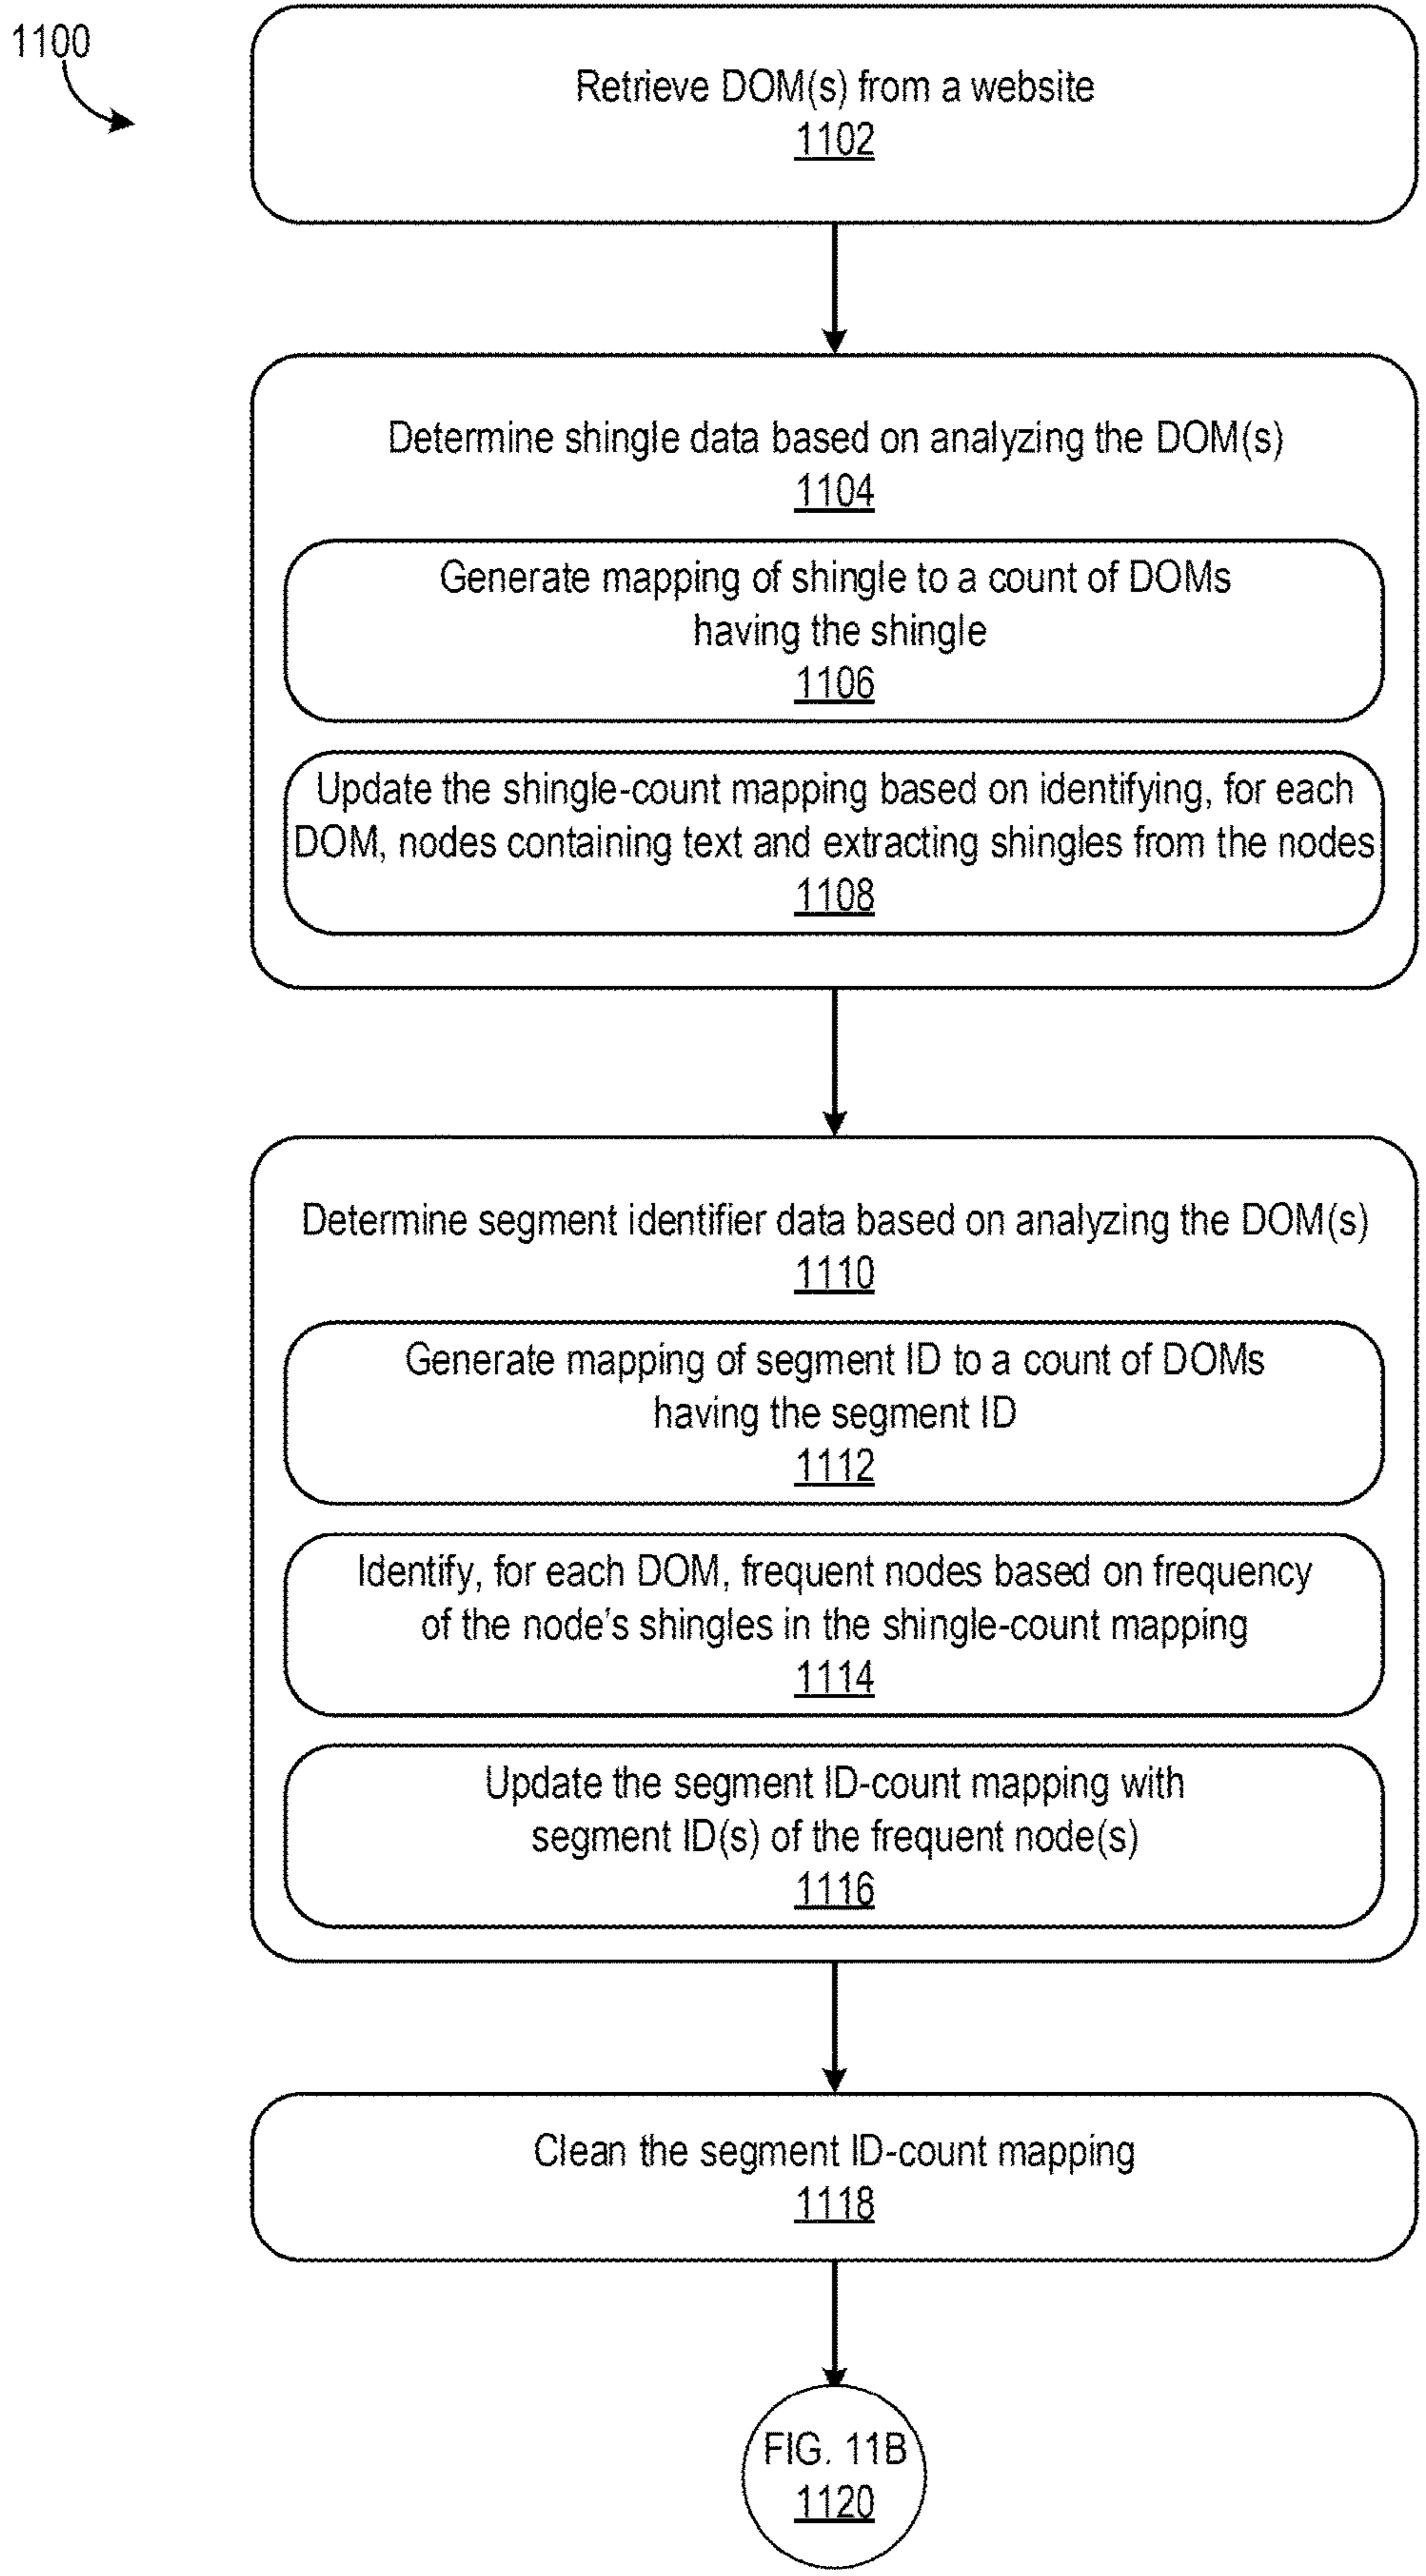 1100
Retrieve DOM(s) from a website
1102
Determine shingle data based on analyzing the DOM(s)
1104
Generate mapping of shingle to a count of DOMs
having the shingle
1106
Update the shingle-count mapping based on identifying, for each
DOM, nodes containing text and extracting shingles from the nodes
1108
Determine segment identifier data based on analyzing the DOM(s)
1110
Generate mapping of segment ID to a count of DOMs
having the segment ID
1112
Identify, for each DOM, frequent nodes based on frequency
of the node's shingles in the shingle-count mapping
1114
Update the segment ID-count mapping with
segment ID(s) of the frequent node(s)
1116
Clean the segment ID-count mapping
1118
FIG. 11B
1120